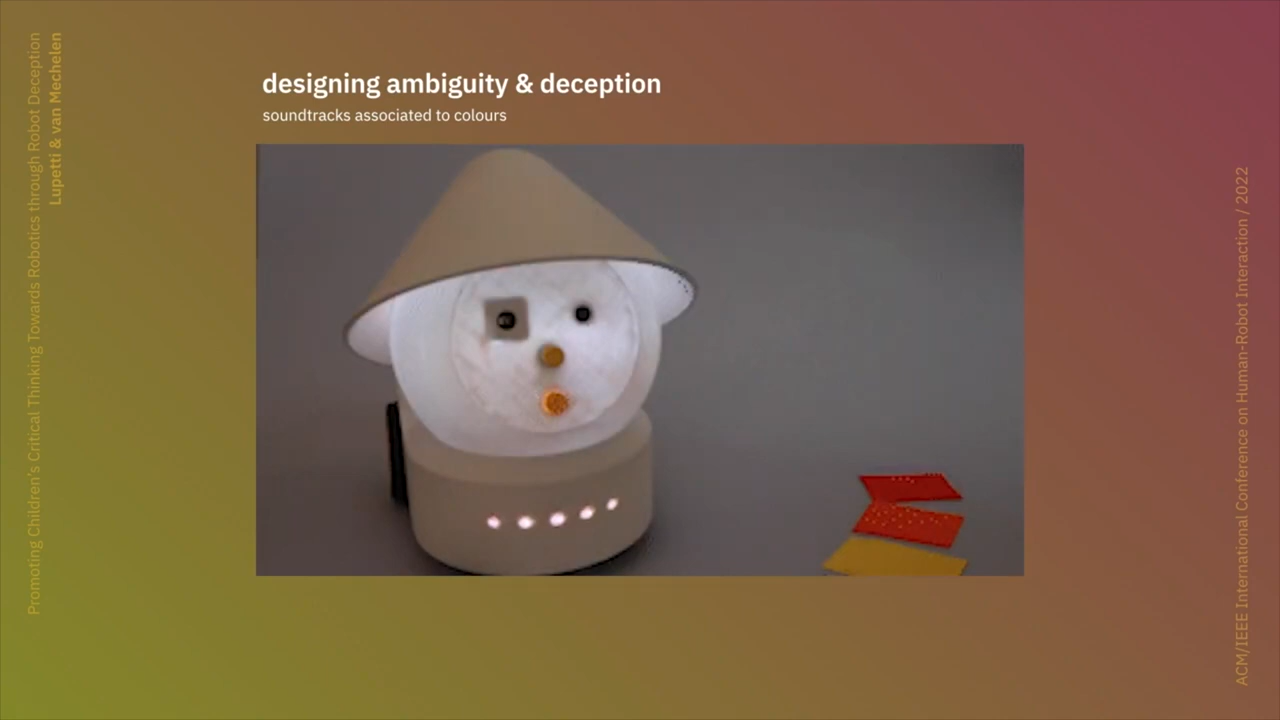 Promoting Children's Critical Thinking Towards Robotics through Robot Deception
Lupetti & van Mechelen
designing ambiguity & deception
soundtracks associated to colours
ACM/IEEE International Conference on Human-Robot Interaction / 2022